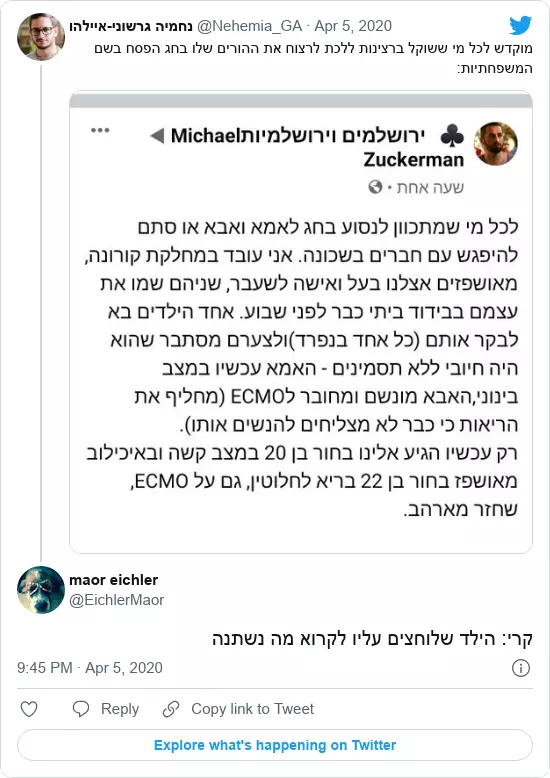 נחמיה גרשוני-איילהו @Nehemia_GA · Apr 5, 2020
מוקדש לכל מי ששוקל ברצינות ללכת לרצוח את ההורים שלו בחג הפסח בשם
המשפחתיות:
ירושלמים וירושלמיותMichael ◀
Zuckerman
שעה אחת ·
לכל מי שמתכוון לנסוע בחג לאמא ואבא או סתם
להיפגש עם חברים בשכונה. אני עובד במחלקת קורונה,
מאושפזים אצלנו בעל ואישה לשעבר, שניהם שמו את
עצמם בבידוד ביתי כבר לפני שבוע. אחד הילדים בא
לבקר אותם (כל אחד בנפרד)ולצערם מסתבר שהוא
היה חיובי ללא תסמינים - האמא עכשיו במצב
בינוני,האבא מונשם ומחובר לECMO (מחליף את
הריאות כי כבר לא מצליחים להנשים אותו).
רק עכשיו הגיע אלינו בחור בן 20 במצב קשה ובאיכילוב
מאושפז בחור בן 22 בריא לחלוטין, גם על ECMO,
שחזר מארהב.
maor eichler
@EichlerMaor
קרי: הילד שלוחצים עליו לקרוא מה נשתנה
9:45 PM · Apr 5, 2020
Reply
Copy link to Tweet
Explore what's happening on Twitter